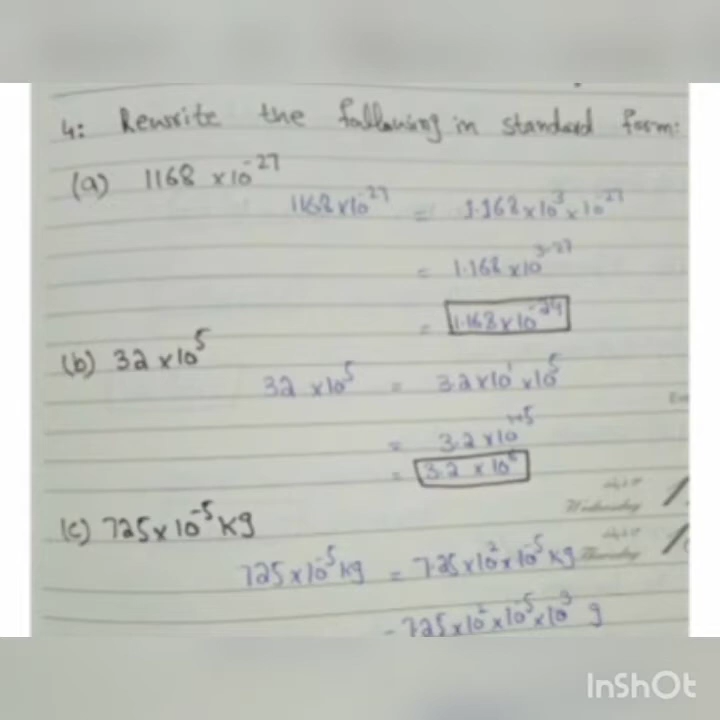 4: Rewrite the following in standard form:
(a) 1168 ×10⁻²⁷
1168×10⁻²⁷ = 1.168×10³×10⁻²⁷
= 1.168 ×10³⁻²⁷
= 1.168×10⁻²⁴
(b) 32 ×10⁵
32 ×10⁵ = 3.2×10¹×10⁵
= 3.2 ×10¹⁺⁵
= 3.2 × 10⁶
Wednesday
(c) 725×10⁻⁵ Kg
Thursday
725×10⁻⁵ Kg = 7.25×10²×10⁻⁵ Kg
= 7.25×10²×10⁻⁵×10³ g
InShOt